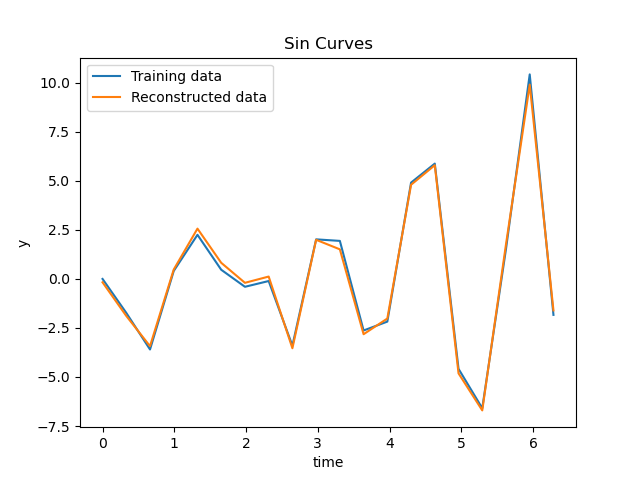 Sin Curves
Training data
Reconstructed data
10.0
7.5
5.0
2.5
0.0
−2.5
−5.0
−7.5
y
0 1 2 3 4 5 6
time